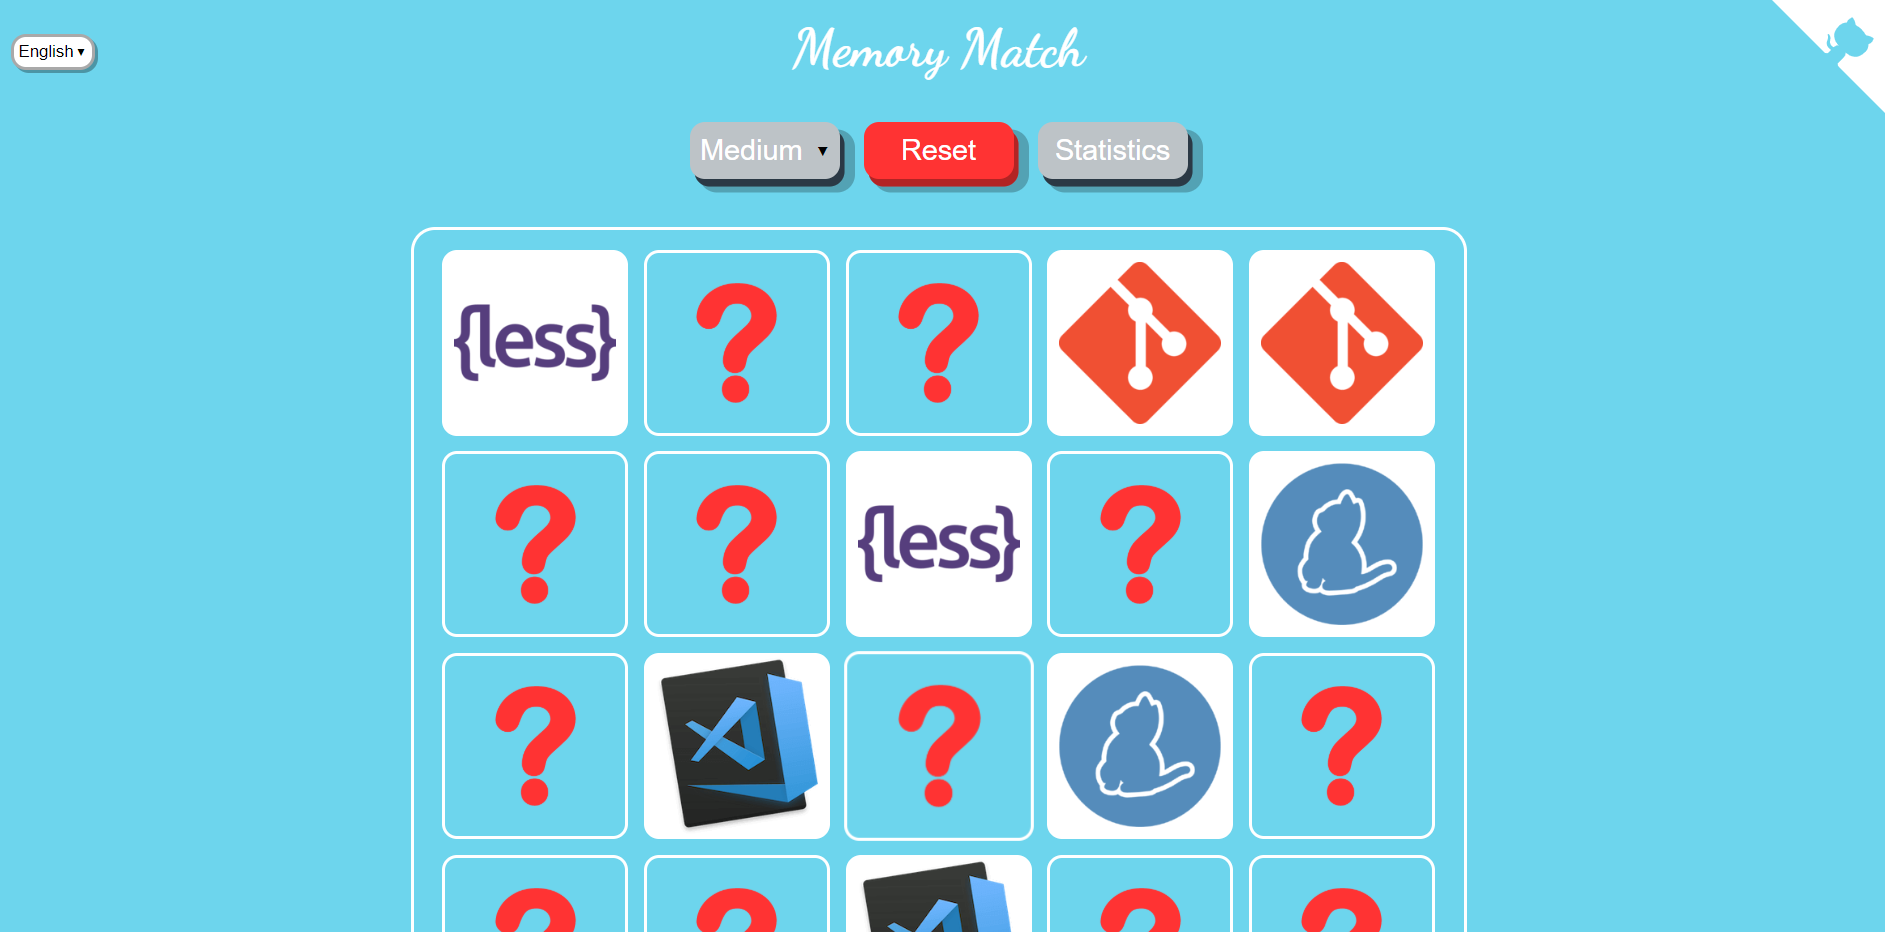 English ▾
Memory Match
Medium ▼
Reset
Statistics
{less}
?
?
?
?
{less}
?
?
?
?
?
?
?
?